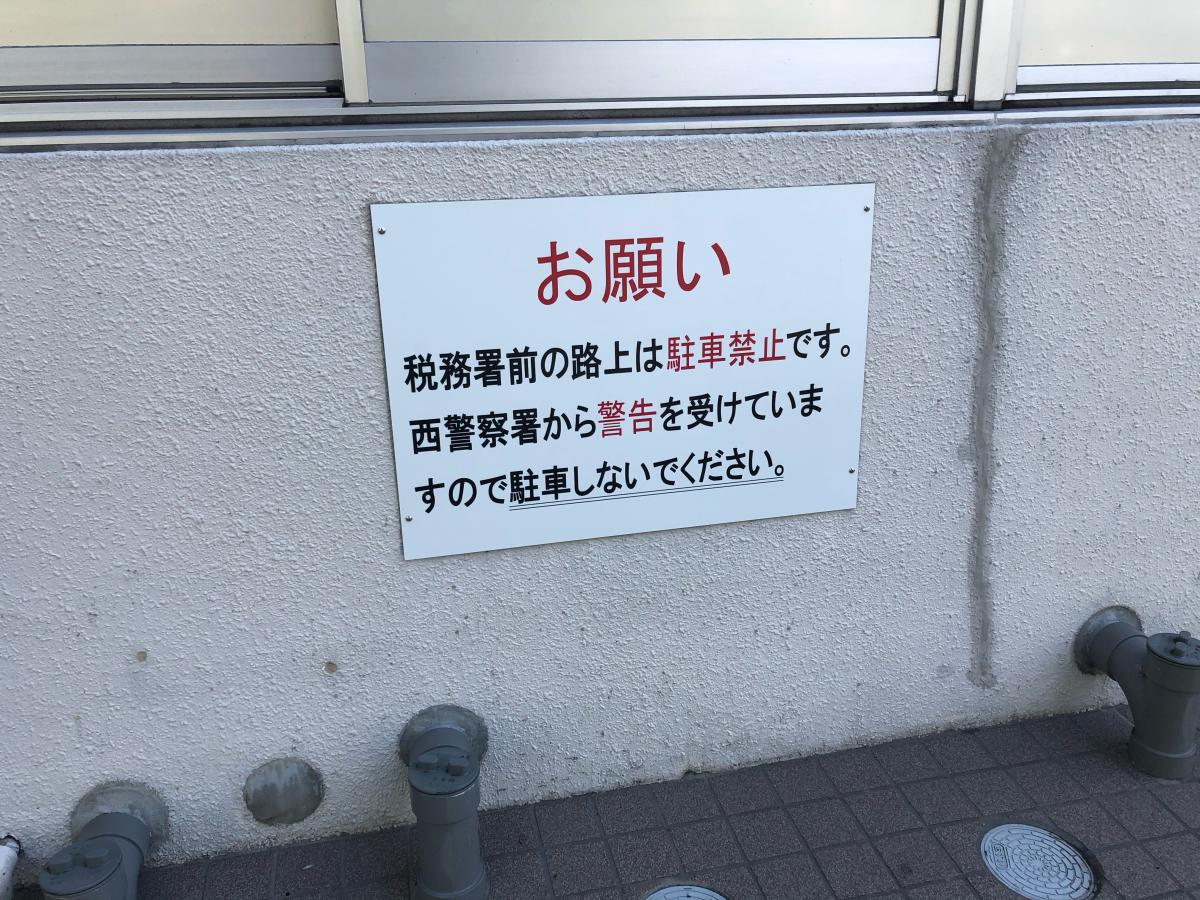 お願い
税務署前の路上は駐車禁止です。
西警察署から警告を受けていま
すので駐車しないでください。